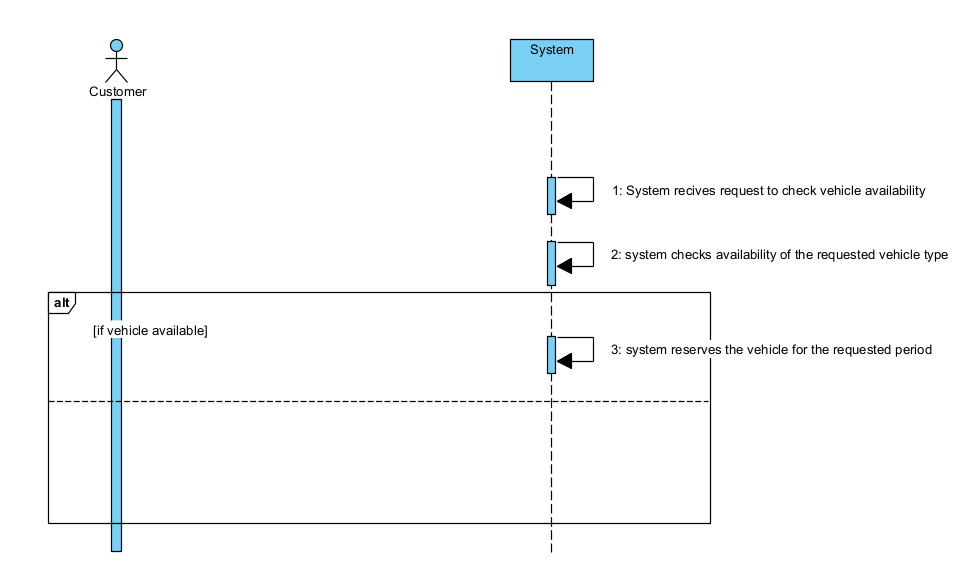 System
Customer
1: System recives request to check vehicle availability
2: system checks availability of the requested vehicle type
alt
[if vehicle available]
3: system reserves the vehicle for the requested period